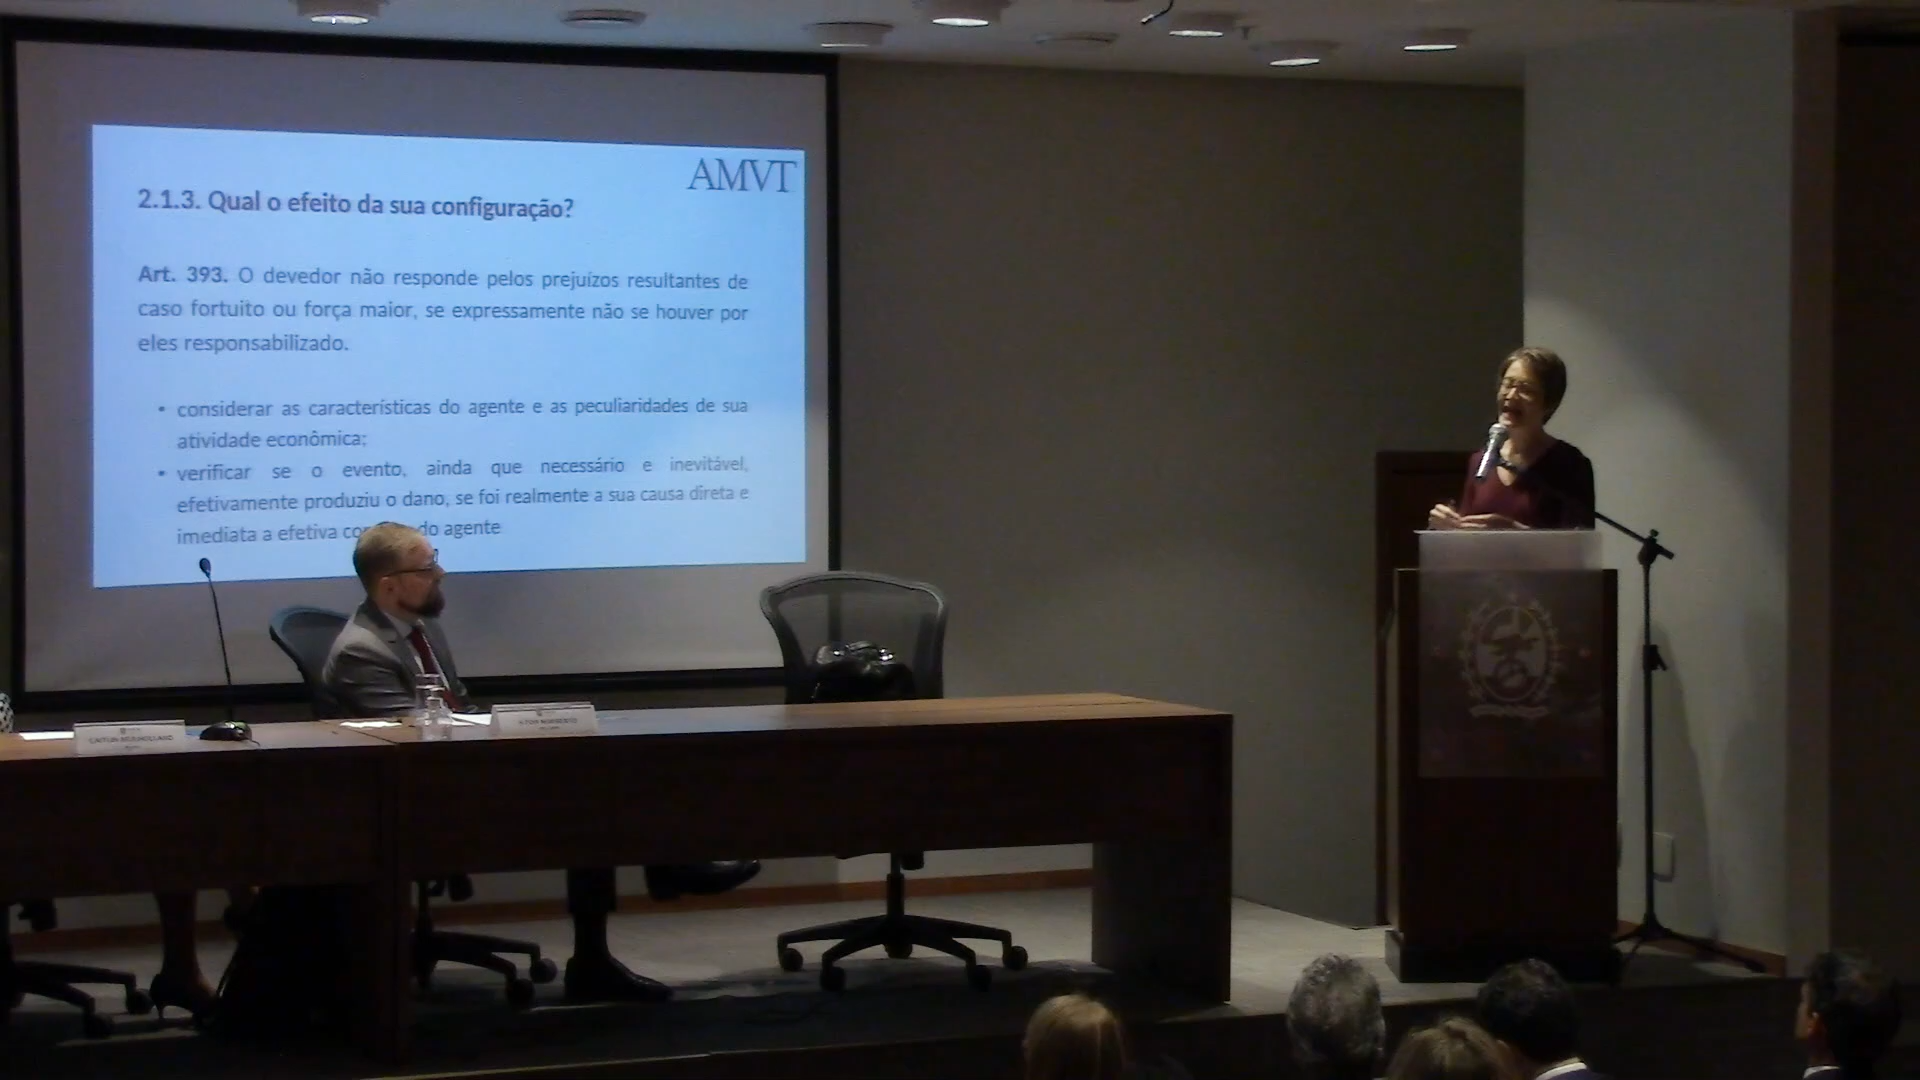 AMVT
2.1.3. Qual o efeito da sua configuração?
Art. 393. O devedor não responde pelos prejuízos resultantes de
caso fortuito ou força maior, se expressamente não se houver por
eles responsabilizado.
• considerar as características do agente e as peculiaridades de sua
atividade econômica;
• verificar se o evento, ainda que necessário e inevitável,
efetivamente produziu o dano, se foi realmente a sua causa direta e
imediata a efetiva do agente
CAITLIN MULHOLLAND